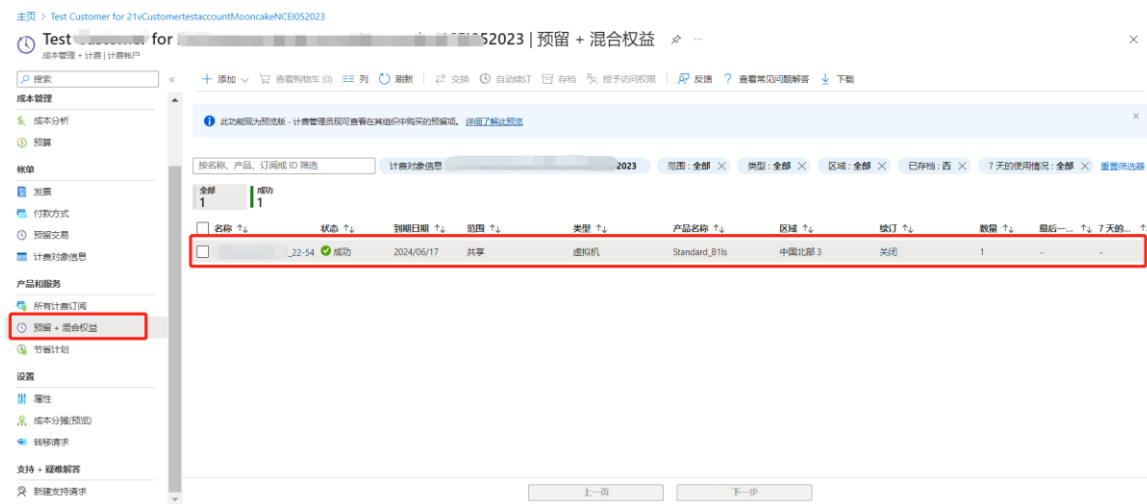 主页 > Test Customer for 21vCustomertestaccountMooncakeNCEI052023
Test for 52023 | 预留 + 混合权益 ...
成本管理 + 计费 | 计费帐户
搜索
添加 查看购物车 (0) 列 刷新 交换 自动续订 存档 授予访问权限 反馈 查看常见问题解答 下载
成本管理
成本分析
预算
帐单
发票
付款方式
预留交易
计费对象信息
产品和服务
所有计费订阅
预留 + 混合权益
节省计划
设置
属性
成本分摊(预览)
转移请求
支持 + 疑难解答
新建支持请求
此功能现为预览版 - 计费管理员现可查看在其组织中购买的预留项。 详细了解此预览
按名称、产品、订阅或 ID 筛选 计费对象信息 2023 范围 : 全部 类型 : 全部 区域 : 全部 已存档 : 否 7 天的使用情况 : 全部 重置筛选器
全部 成功
1 1
名称 ↑↓ 状态 ↑↓ 到期日期 ↑↓ 范围 ↑↓ 类型 ↑↓ 产品名称 ↑↓ 区域 ↑↓ 续订 ↑↓ 数量 ↑↓ 最后一... ↑↓ 7 天的...
_22-54 成功 2024/06/17 共享 虚拟机 Standard_B1ls 中国北部 3 关闭 1 - -
上一页 下一步